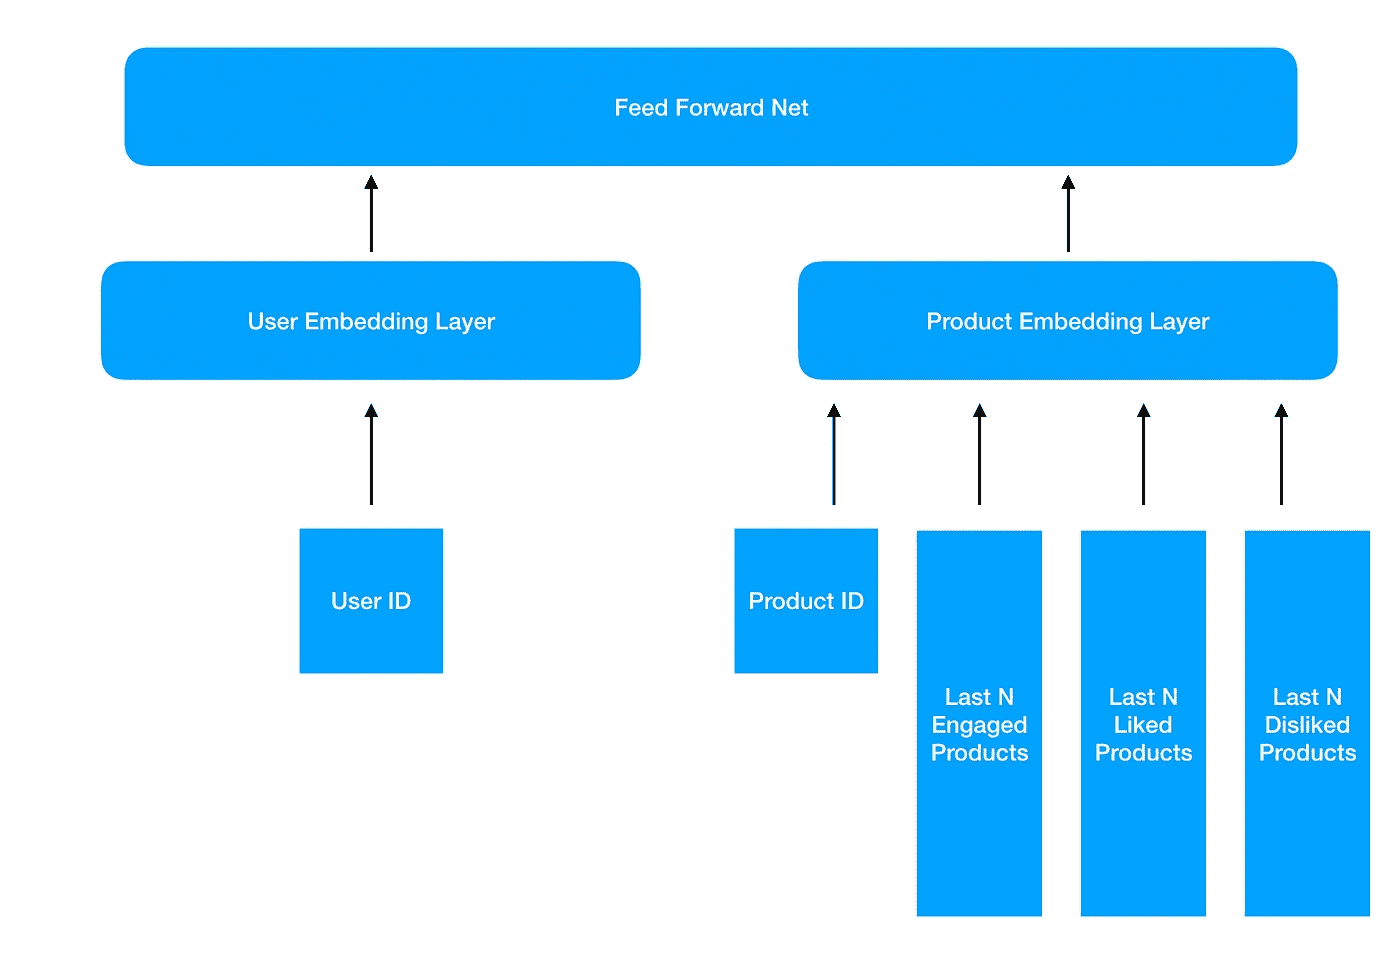 Feed Forward Net
User Embedding Layer
Product Embedding Layer
User ID
Product ID
Last N
Engaged
Products
Last N
Liked
Products
Last N
Disliked
Products